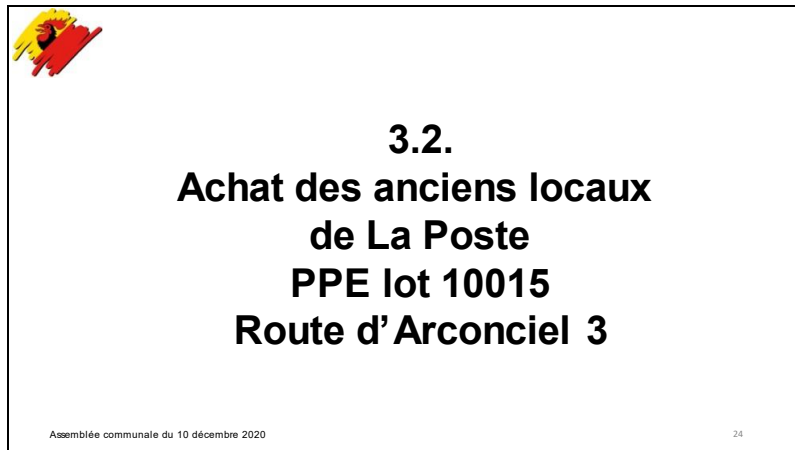 3.2.
Achat des anciens locaux
de La Poste
PPE lot 10015
Route d'Arconciel 3
Assemblée communale du 10 décembre 2020
24